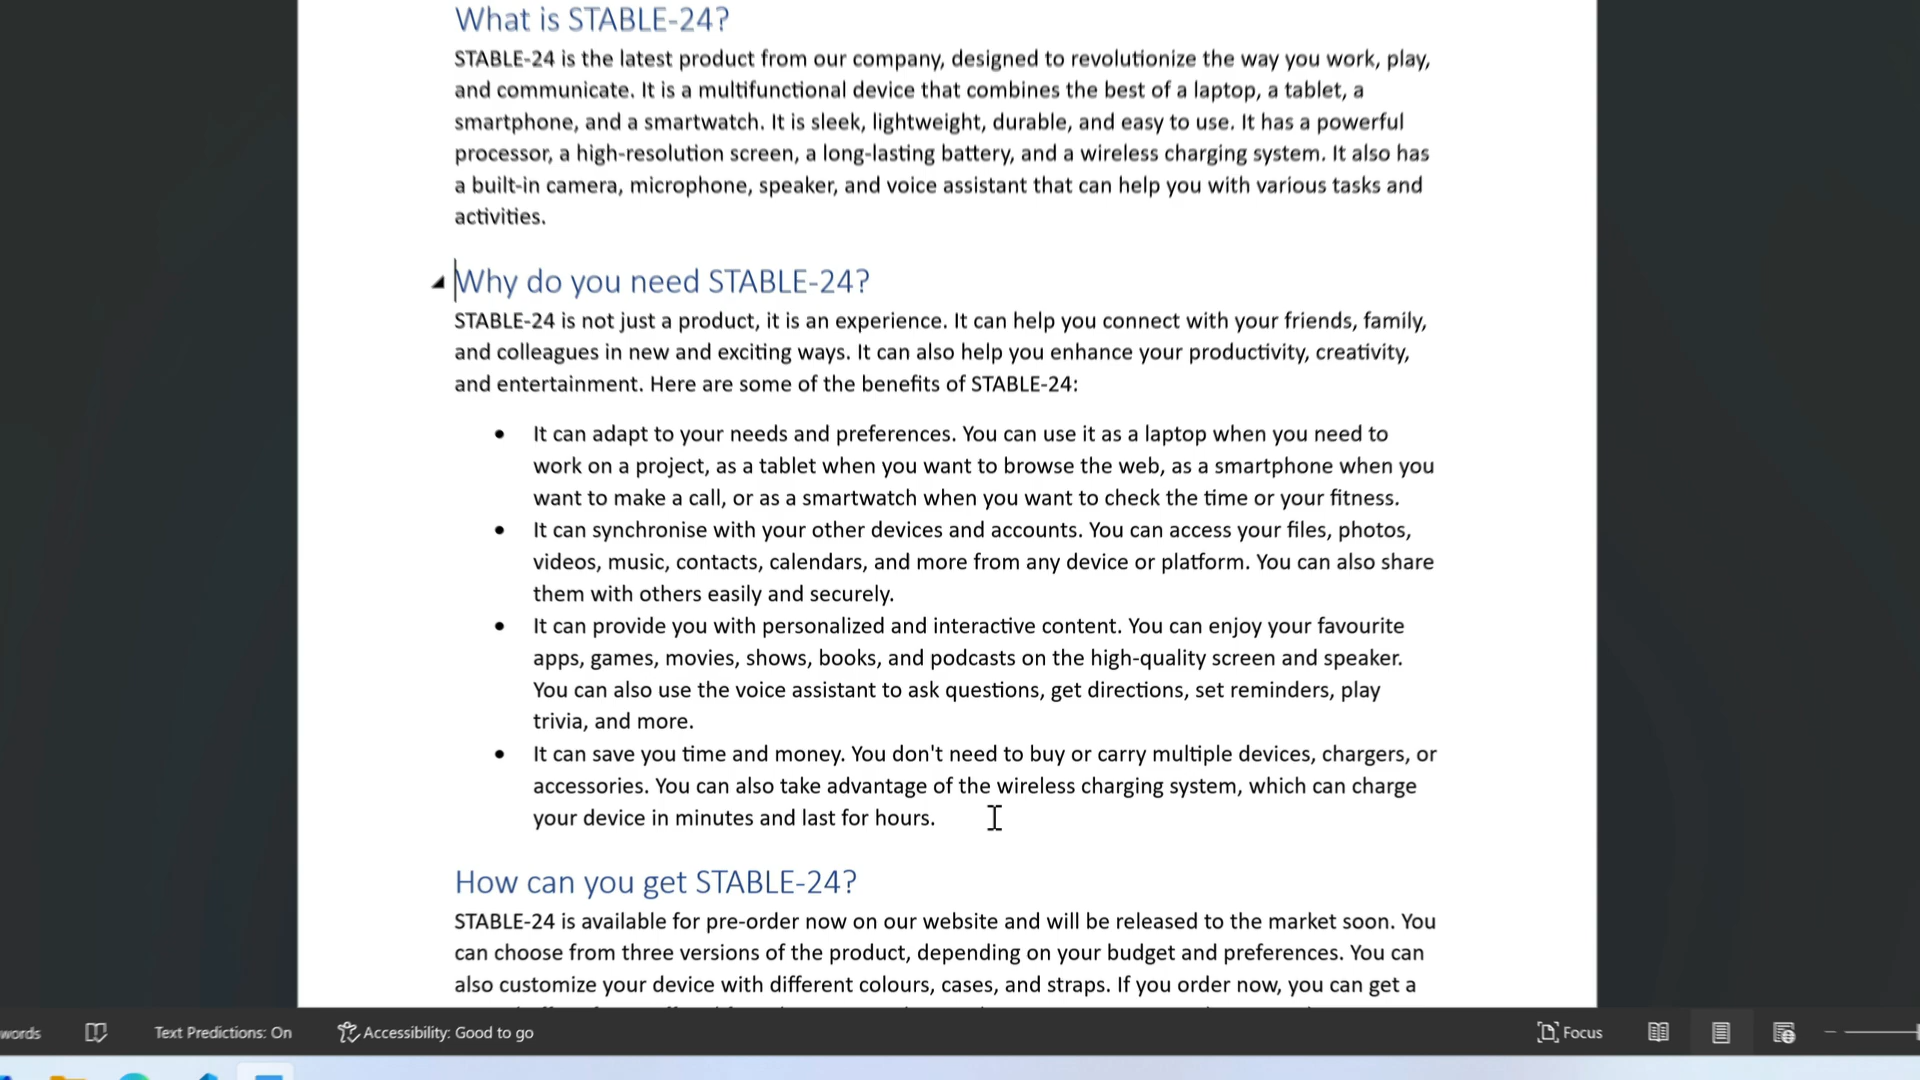 What is STABLE-24?
STABLE-24 is the latest product from our company, designed to revolutionize the way you work, play,
and communicate. It is a multifunctional device that combines the best of a laptop, a tablet, a
smartphone, and a smartwatch. It is sleek, lightweight, durable, and easy to use. It has a powerful
processor, a high-resolution screen, a long-lasting battery, and a wireless charging system. It also has
a built-in camera, microphone, speaker, and voice assistant that can help you with various tasks and
activities.
Why do you need STABLE-24?
STABLE-24 is not just a product, it is an experience. It can help you connect with your friends, family,
and colleagues in new and exciting ways. It can also help you enhance your productivity, creativity,
and entertainment. Here are some of the benefits of STABLE-24:
• It can adapt to your needs and preferences. You can use it as a laptop when you need to
work on a project, as a tablet when you want to browse the web, as a smartphone when you
want to make a call, or as a smartwatch when you want to check the time or your fitness.
• It can synchronise with your other devices and accounts. You can access your files, photos,
videos, music, contacts, calendars, and more from any device or platform. You can also share
them with others easily and securely.
• It can provide you with personalized and interactive content. You can enjoy your favourite
apps, games, movies, shows, books, and podcasts on the high-quality screen and speaker.
You can also use the voice assistant to ask questions, get directions, set reminders, play
trivia, and more.
• It can save you time and money. You don't need to buy or carry multiple devices, chargers, or
accessories. You can also take advantage of the wireless charging system, which can charge
your device in minutes and last for hours.
How can you get STABLE-24?
STABLE-24 is available for pre-order now on our website and will be released to the market soon. You
can choose from three versions of the product, depending on your budget and preferences. You can
also customize your device with different colours, cases, and straps. If you order now, you can get a
words Text Predictions: On Accessibility: Good to go Focus